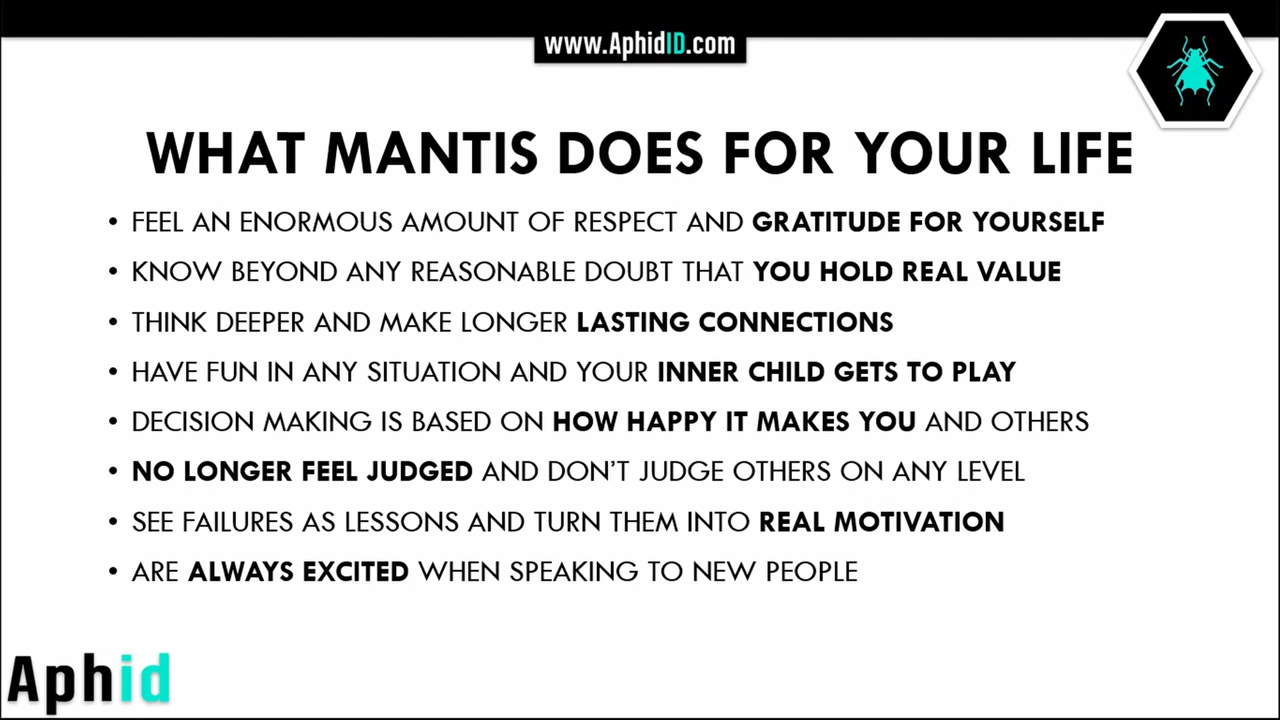 www.AphidID.com
WHAT MANTIS DOES FOR YOUR LIFE
• FEEL AN ENORMOUS AMOUNT OF RESPECT AND GRATITUDE FOR YOURSELF
• KNOW BEYOND ANY REASONABLE DOUBT THAT YOU HOLD REAL VALUE
• THINK DEEPER AND MAKE LONGER LASTING CONNECTIONS
• HAVE FUN IN ANY SITUATION AND YOUR INNER CHILD GETS TO PLAY
• DECISION MAKING IS BASED ON HOW HAPPY IT MAKES YOU AND OTHERS
• NO LONGER FEEL JUDGED AND DON'T JUDGE OTHERS ON ANY LEVEL
• SEE FAILURES AS LESSONS AND TURN THEM INTO REAL MOTIVATION
• ARE ALWAYS EXCITED WHEN SPEAKING TO NEW PEOPLE
Aphid